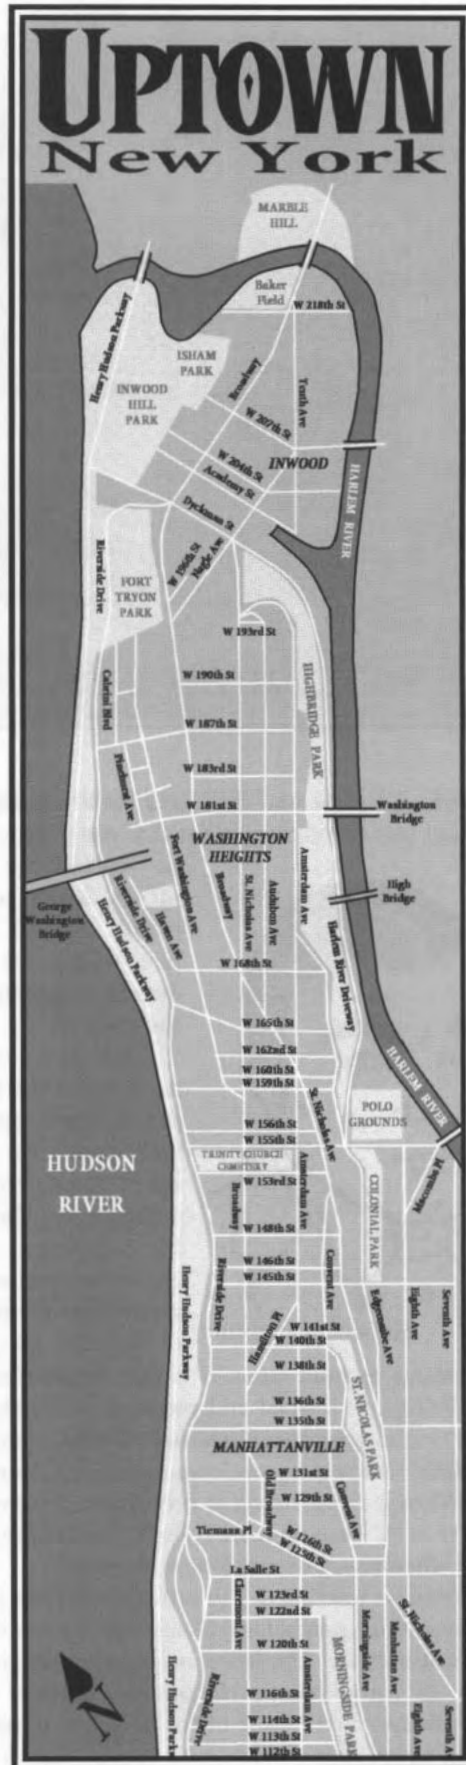 UPTOWN
New York
MARBLE
HILL
Baker
Field
W 218th St
Henry Hudson Parkway
ISHAM
PARK
Broadway
Tenth Ave
INWOOD
HILL
PARK
W 207th St
INWOOD
W 204th St
Academy St
HARLEM RIVER
Dyckman St
W 196th St
Nagle Ave
Riverside Drive
FORT
TRYON
PARK
W 193rd St
HIGHBRIDGE PARK
W 190th St
Cabrini Blvd
W 187th St
Pinehurst Ave
W 183rd St
W 181st St
Washington
Bridge
WASHINGTON
HEIGHTS
Fort Washington Ave
Broadway
St. Nicholas Ave
Audubon Ave
Amsterdam Ave
High
Bridge
George
Washington
Bridge
Riverside Drive
Haven Ave
Henry Hudson Parkway
Harlem River Driveway
W 168th St
W 165th St
W 162nd St
W 160th St
W 159th St
HARLEM RIVER
St. Nicholas Ave
POLO
GROUNDS
W 156th St
W 155th St
TRINITY CHURCH
CEMETERY
HUDSON
RIVER
W 153rd St
Broadway
Amsterdam Ave
COLONIAL PARK
Macombs Pl
W 148th St
W 146th St
W 145th St
Riverside Drive
Henry Hudson Parkway
Convent Ave
Edgecombe Ave
Eighth Ave
Seventh Ave
Hamilton Pl
W 141st St
W 140th St
W 138th St
ST. NICOLAS PARK
W 136th St
W 135th St
MANHATTANVILLE
W 131st St
Old Broadway
W 129th St
Convent Ave
Tiemann Pl
W 126th St
W 125th St
La Salle St
Claremont Ave
W 123rd St
W 122nd St
W 120th St
Morningside Ave
Manhattan Ave
St. Nicholas Ave
MORNINGSIDE PARK
Henry Hudson Park
Riverside Drive
Amsterdam Ave
W 116th St
W 114th St
W 113th St
W 112th St
Eighth Ave
Seventh A
N